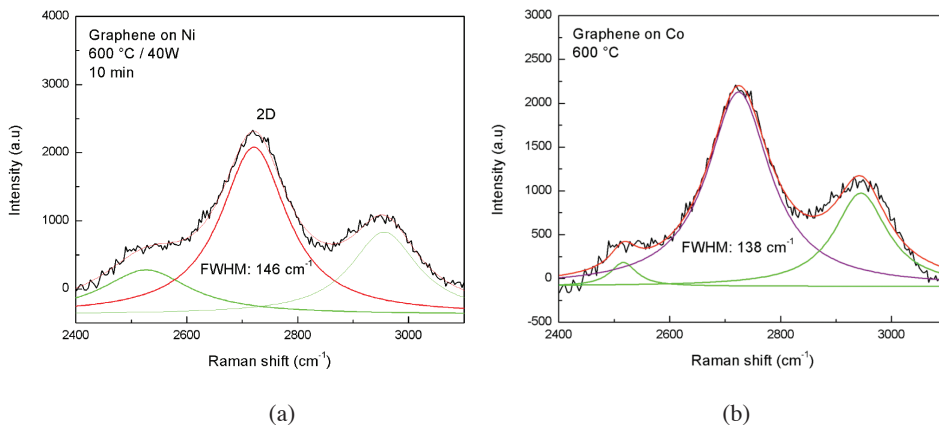 4000
3000
2000
1000
0
2400
2600
2800
3000
Intensity (a.u)
Raman shift (cm-1)
Graphene on Ni
600 °C / 40W
10 min
2D
FWHM: 146 cm-1
(a)
3000
2500
2000
1500
1000
500
0
-500
2400
2600
2800
3000
Intensity (a.u)
Raman shift (cm-1)
Graphene on Co
600 °C
FWHM: 138 cm-1
(b)